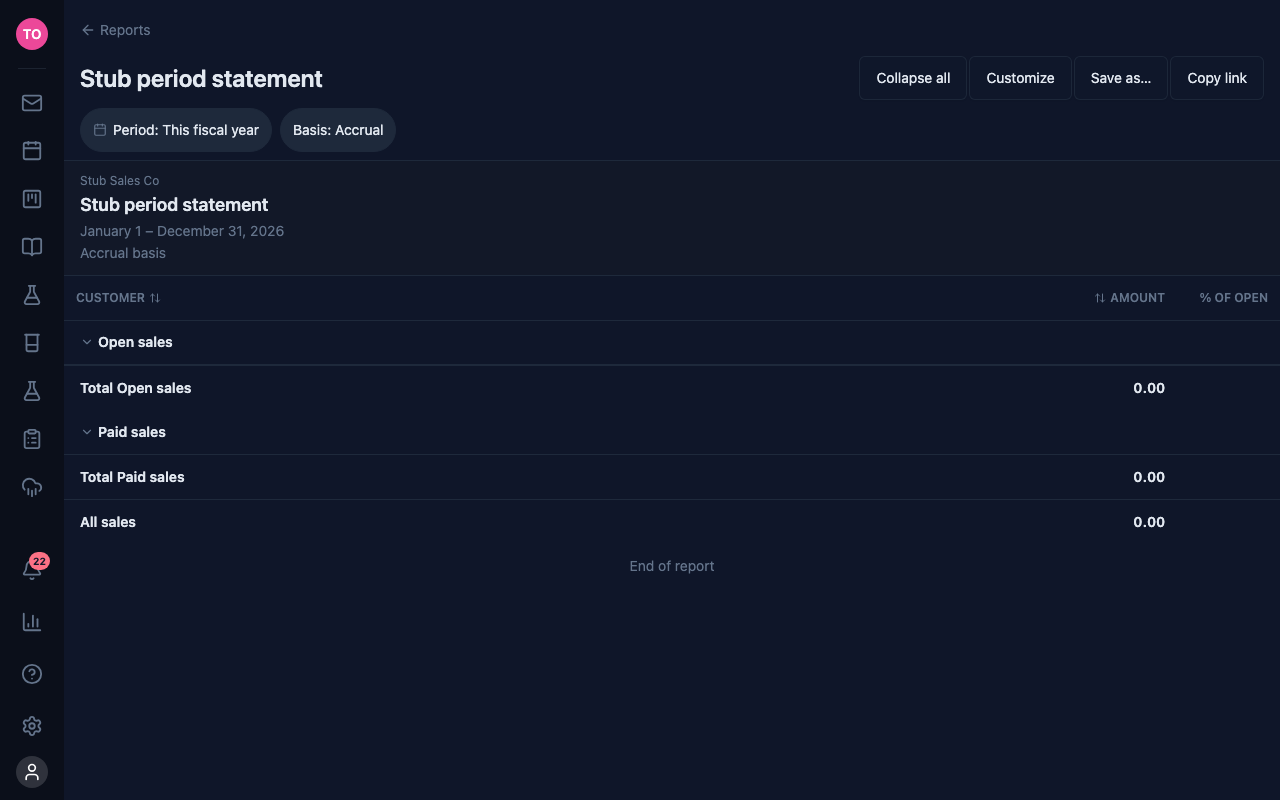 TO
← Reports
Stub period statement
Collapse all
Customize
Save as...
Copy link
Period: This fiscal year
Basis: Accrual
Stub Sales Co
Stub period statement
January 1 – December 31, 2026
Accrual basis
CUSTOMER
AMOUNT
% OF OPEN
Open sales
Total Open sales 0.00
Paid sales
Total Paid sales 0.00
All sales 0.00
End of report
22